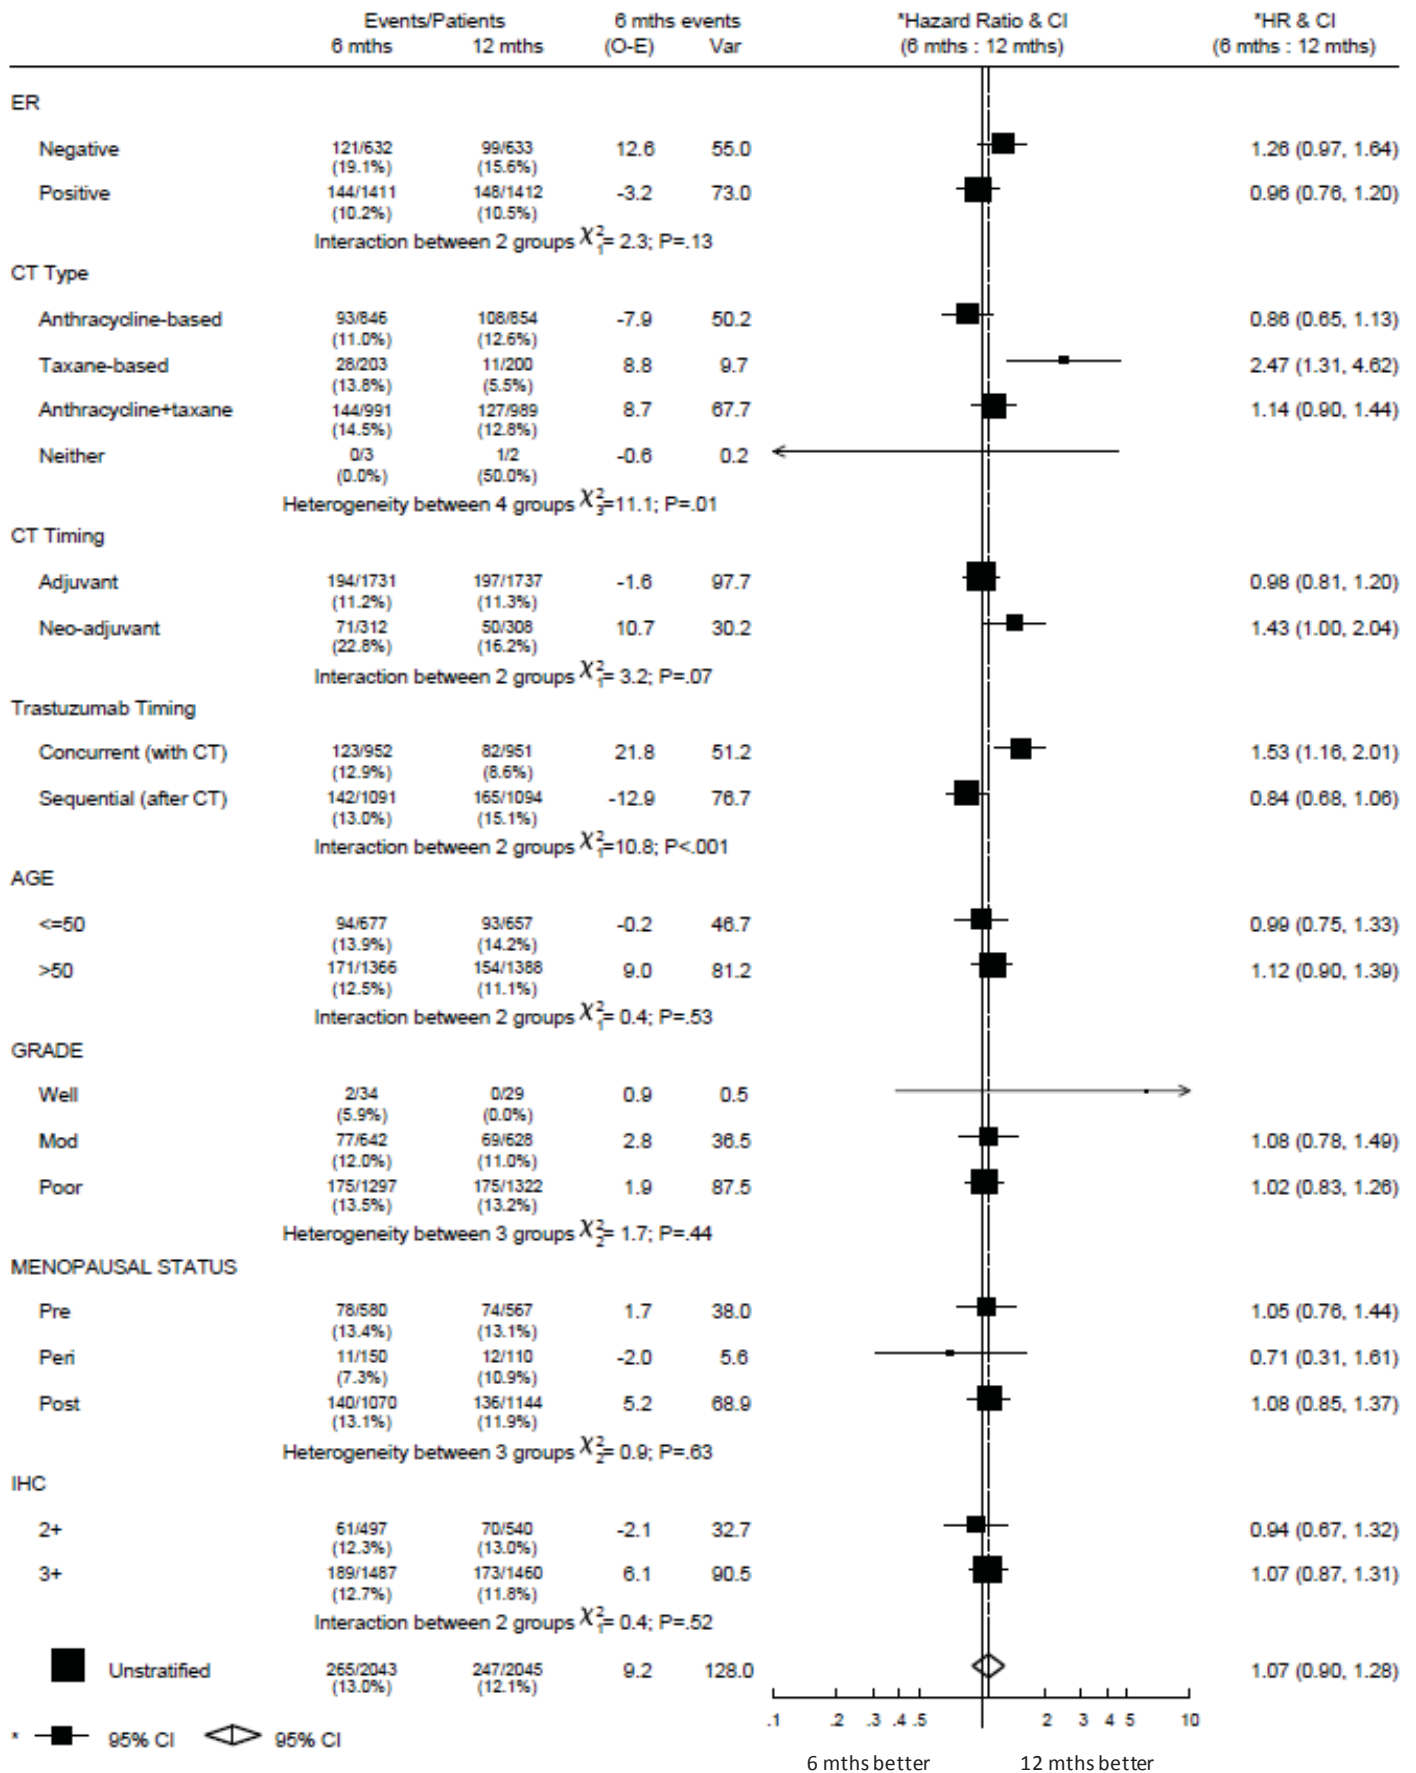 Events/Patients 6 mths events *Hazard Ratio & CI *HR & CI
6 mths 12 mths (O-E) Var (6 mths : 12 mths) (6 mths : 12 mths)
ER
Negative 121/632 99/633 12.6 55.0 1.26 (0.97, 1.64)
(19.1%) (15.6%)
Positive 144/1411 148/1412 -3.2 73.0 0.96 (0.76, 1.20)
(10.2%) (10.5%)
Interaction between 2 groups χ²₁= 2.3; P=.13
CT Type
Anthracycline-based 93/846 108/854 -7.9 50.2 0.86 (0.65, 1.13)
(11.0%) (12.6%)
Taxane-based 28/203 11/200 8.8 9.7 2.47 (1.31, 4.62)
(13.8%) (5.5%)
Anthracycline+taxane 144/991 127/989 8.7 67.7 1.14 (0.90, 1.44)
(14.5%) (12.8%)
Neither 0/3 1/2 -0.6 0.2
(0.0%) (50.0%)
Heterogeneity between 4 groups χ²₃=11.1; P=.01
CT Timing
Adjuvant 194/1731 197/1737 -1.6 97.7 0.98 (0.81, 1.20)
(11.2%) (11.3%)
Neo-adjuvant 71/312 50/308 10.7 30.2 1.43 (1.00, 2.04)
(22.8%) (16.2%)
Interaction between 2 groups χ²₁= 3.2; P=.07
Trastuzumab Timing
Concurrent (with CT) 123/952 82/951 21.8 51.2 1.53 (1.16, 2.01)
(12.9%) (8.6%)
Sequential (after CT) 142/1091 165/1094 -12.9 76.7 0.84 (0.68, 1.06)
(13.0%) (15.1%)
Interaction between 2 groups χ²₁=10.8; P<.001
AGE
<=50 94/677 93/657 -0.2 46.7 0.99 (0.75, 1.33)
(13.9%) (14.2%)
>50 171/1366 154/1388 9.0 81.2 1.12 (0.90, 1.39)
(12.5%) (11.1%)
Interaction between 2 groups χ²₁= 0.4; P=.53
GRADE
Well 2/34 0/29 0.9 0.5
(5.9%) (0.0%)
Mod 77/642 69/628 2.8 36.5 1.08 (0.78, 1.49)
(12.0%) (11.0%)
Poor 175/1297 175/1322 1.9 87.5 1.02 (0.83, 1.26)
(13.5%) (13.2%)
Heterogeneity between 3 groups χ²₂= 1.7; P=.44
MENOPAUSAL STATUS
Pre 78/580 74/567 1.7 38.0 1.05 (0.76, 1.44)
(13.4%) (13.1%)
Peri 11/150 12/110 -2.0 5.6 0.71 (0.31, 1.61)
(7.3%) (10.9%)
Post 140/1070 136/1144 5.2 68.9 1.08 (0.85, 1.37)
(13.1%) (11.9%)
Heterogeneity between 3 groups χ²₂= 0.9; P=.63
IHC
2+ 61/497 70/540 -2.1 32.7 0.94 (0.67, 1.32)
(12.3%) (13.0%)
3+ 189/1487 173/1460 6.1 90.5 1.07 (0.87, 1.31)
(12.7%) (11.8%)
Interaction between 2 groups χ²₁= 0.4; P=.52
Unstratified 265/2043 247/2045 9.2 128.0 1.07 (0.90, 1.28)
(13.0%) (12.1%)
.1 .2 .3 .4 .5 2 3 4 5 10
* 95% CI 95% CI
6 mths better 12 mths better